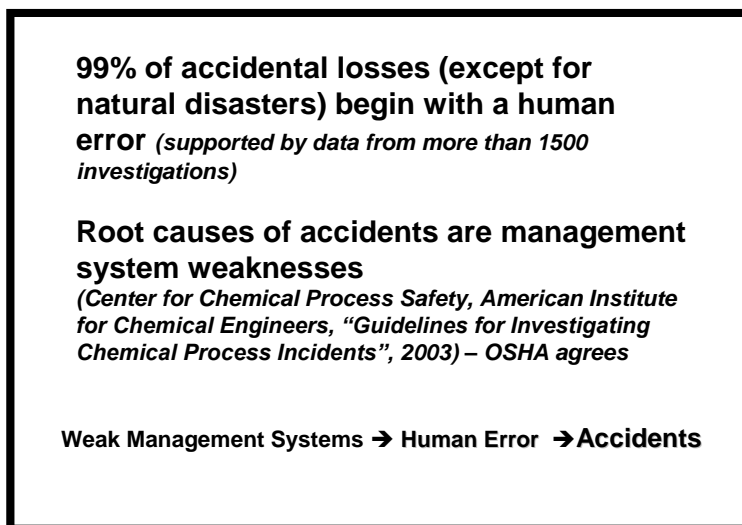 99% of accidental losses (except for
natural disasters) begin with a human
error (supported by data from more than 1500
investigations)
Root causes of accidents are management
system weaknesses
(Center for Chemical Process Safety, American Institute
for Chemical Engineers, “Guidelines for Investigating
Chemical Process Incidents”, 2003) – OSHA agrees
Weak Management Systems ➔ Human Error ➔Accidents